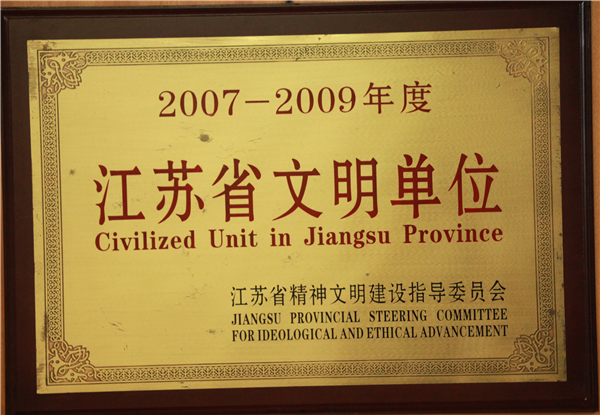 2007-2009年度
江苏省文明单位
Civilized Unit in Jiangsu Province
江苏省精神文明建设指导委员会
JIANGSU PROVINCIAL STEERING COMMITTEE
FOR IDEOLOGICAL AND ETHICAL ADVANCEMENT